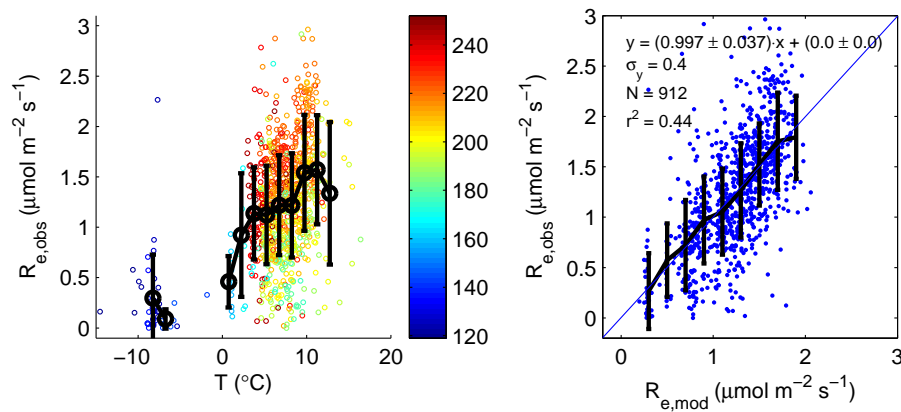 3
2.5
2
1.5
1
0.5
0
R_e,obs (μmol m⁻² s⁻¹)
−10 0 10 20
T (°C)
240
220
200
180
160
140
120
3
2.5
2
1.5
1
0.5
0
R_e,obs (μmol m⁻² s⁻¹)
y = (0.997 ± 0.037)·x + (0.0 ± 0.0)
σ_y = 0.4
N = 912
r² = 0.44
0 1 2 3
R_e,mod (μmol m⁻² s⁻¹)